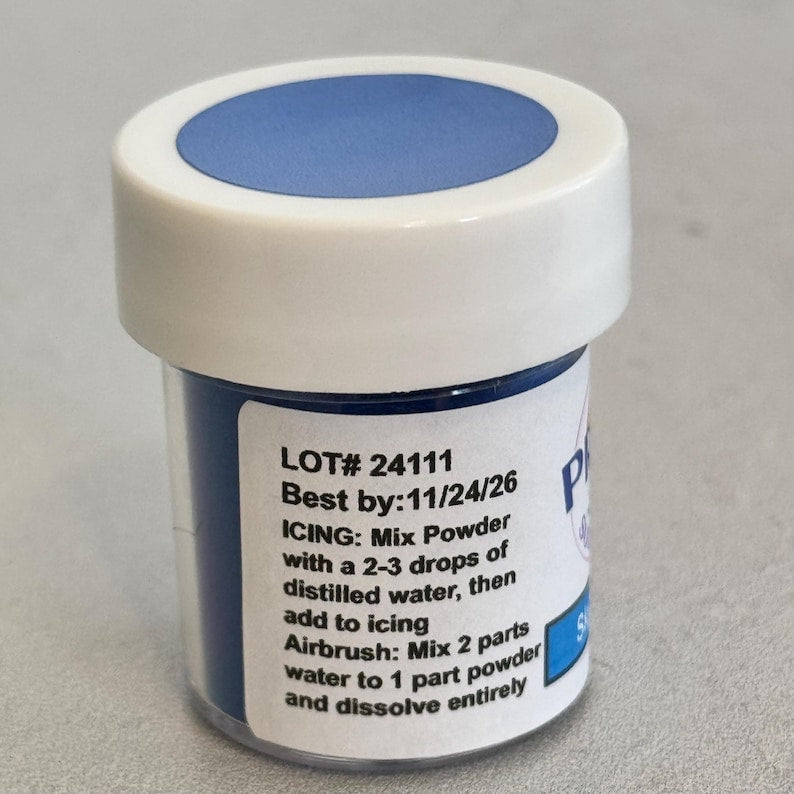 LOT# 24111
Best by:11/24/26
ICING: Mix Powder
with a 2-3 drops of
distilled water, then
add to icing
Airbrush: Mix 2 parts
water to 1 part powder
and dissolve entirely